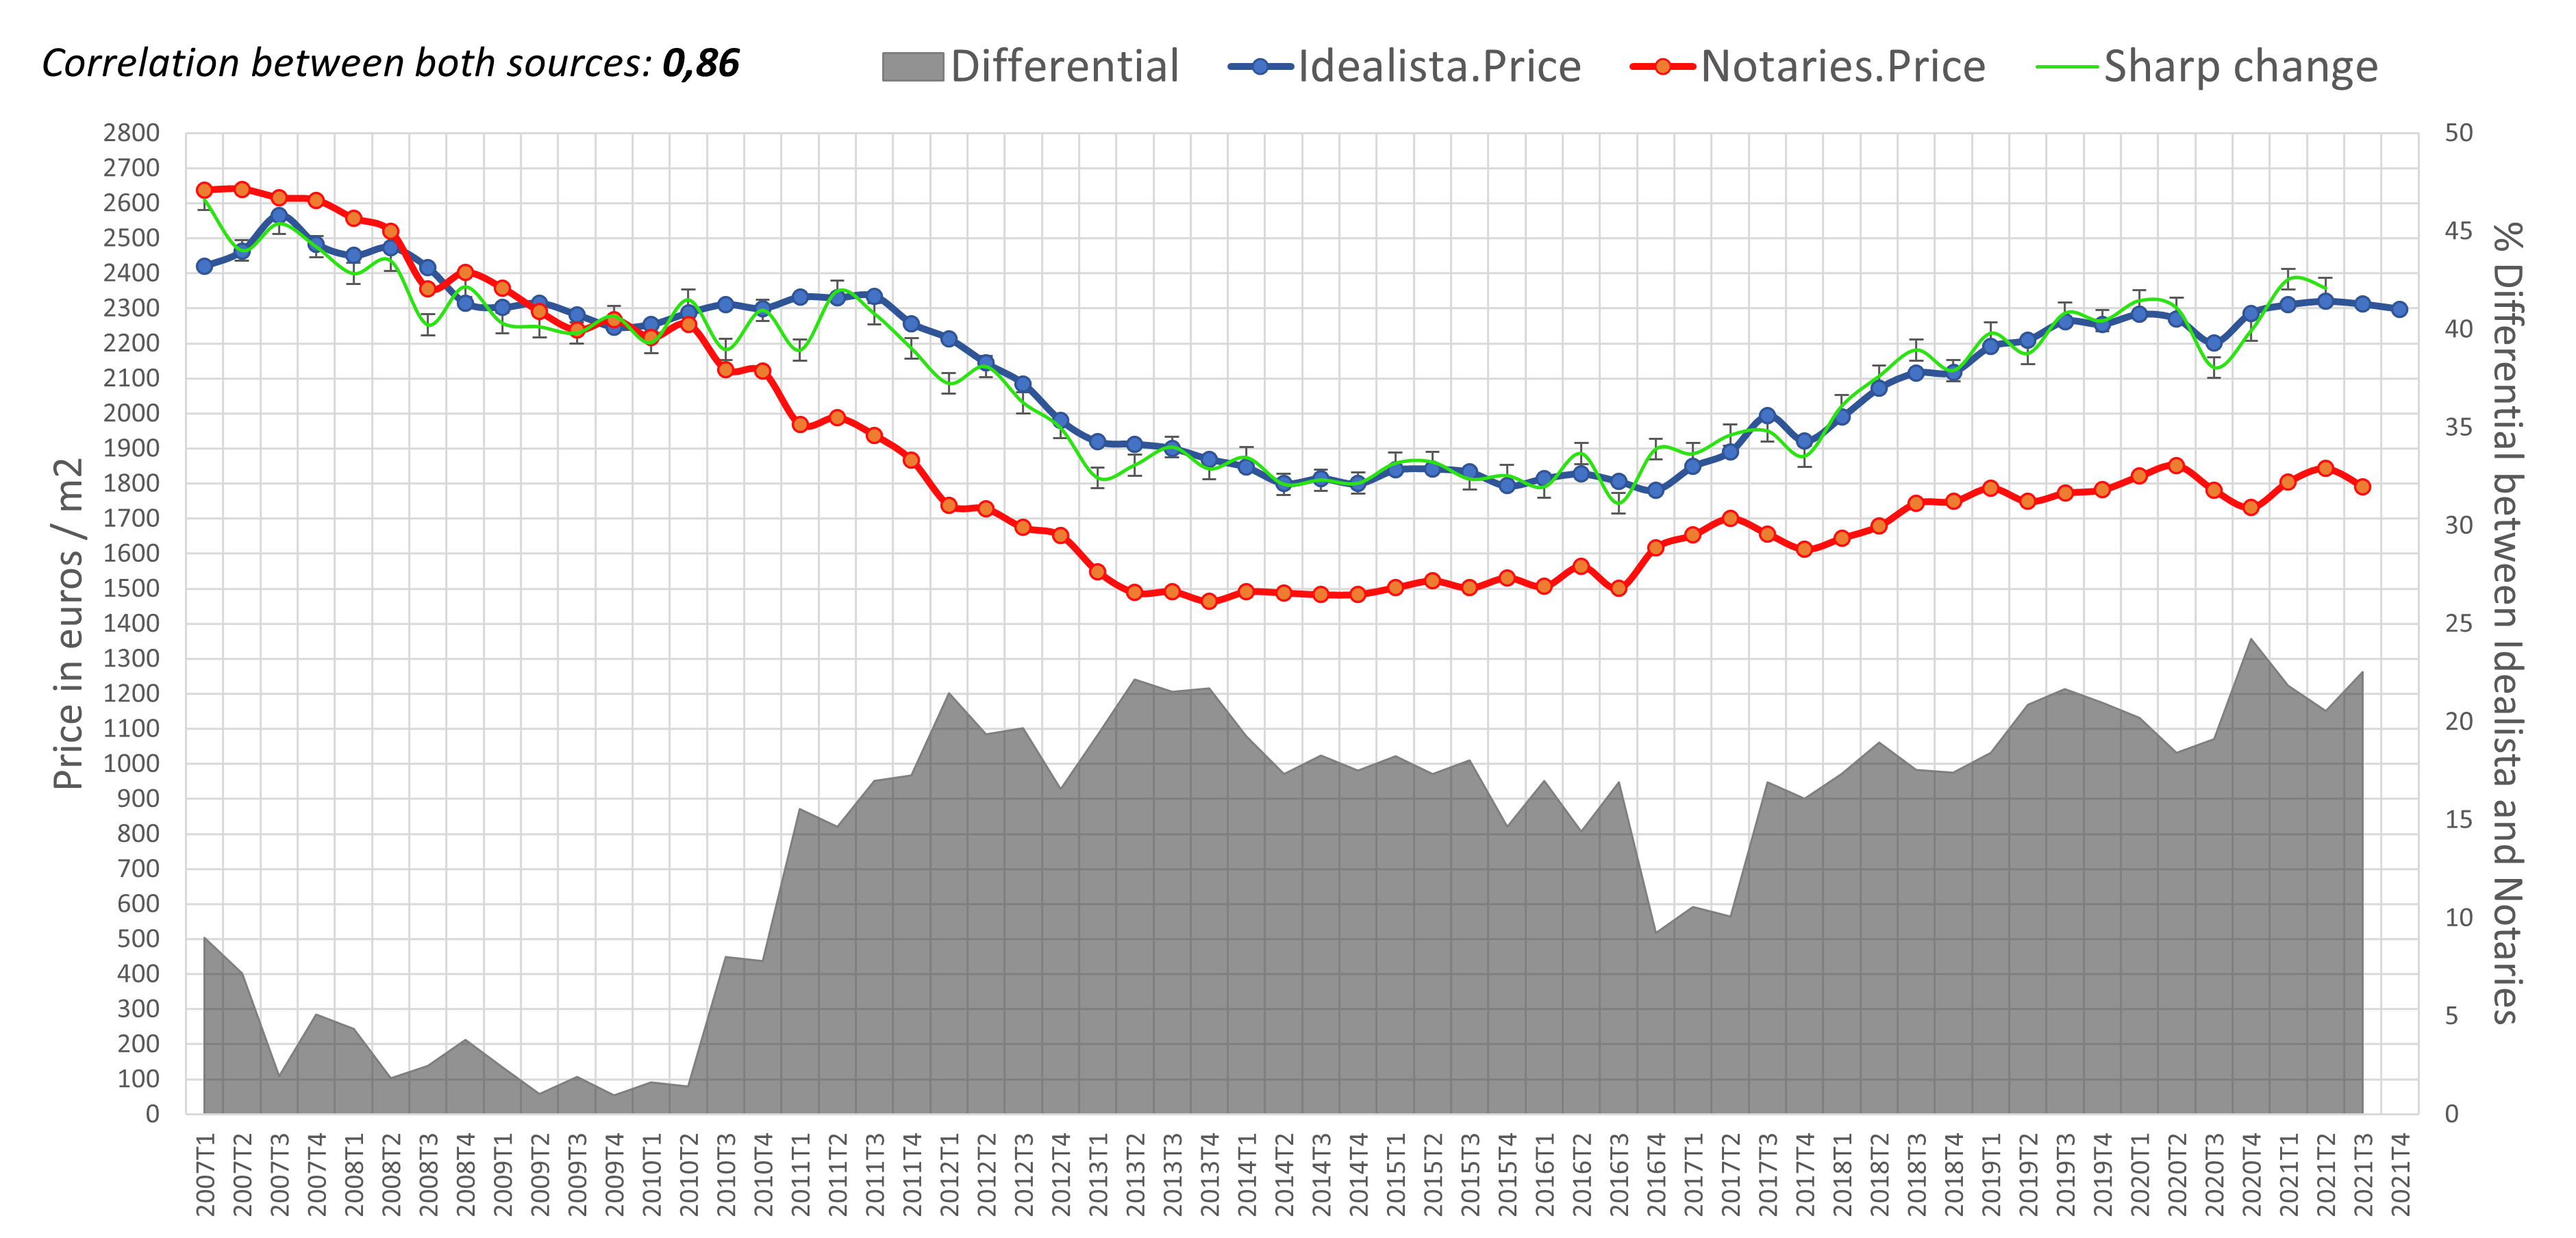 Correlation between both sources: 0,86
Differential
Idealista.Price
Notaries.Price
Sharp change
Price in euros / m2
2800
2700
2600
2500
2400
2300
2200
2100
2000
1900
1800
1700
1600
1500
1400
1300
1200
1100
1000
900
800
700
600
500
400
300
200
100
0
50
45
40
35
30
25
20
15
10
5
0
% Differential between Idealista and Notaries
2007T1
2007T2
2007T3
2007T4
2008T1
2008T2
2008T3
2008T4
2009T1
2009T2
2009T3
2009T4
2010T1
2010T2
2010T3
2010T4
2011T1
2011T2
2011T3
2011T4
2012T1
2012T2
2012T3
2012T4
2013T1
2013T2
2013T3
2013T4
2014T1
2014T2
2014T3
2014T4
2015T1
2015T2
2015T3
2015T4
2016T1
2016T2
2016T3
2016T4
2017T1
2017T2
2017T3
2017T4
2018T1
2018T2
2018T3
2018T4
2019T1
2019T2
2019T3
2019T4
2020T1
2020T2
2020T3
2020T4
2021T1
2021T2
2021T3
2021T4